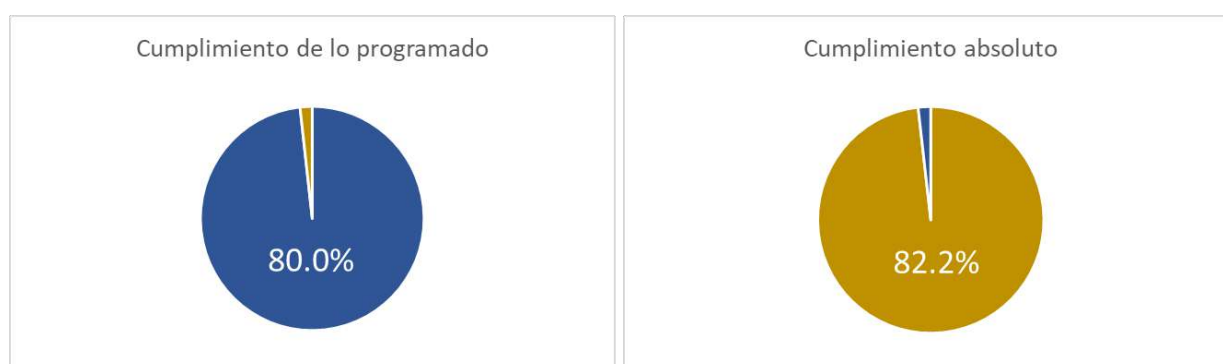 Cumplimiento de lo programado
80.0%
Cumplimiento absoluto
82.2%